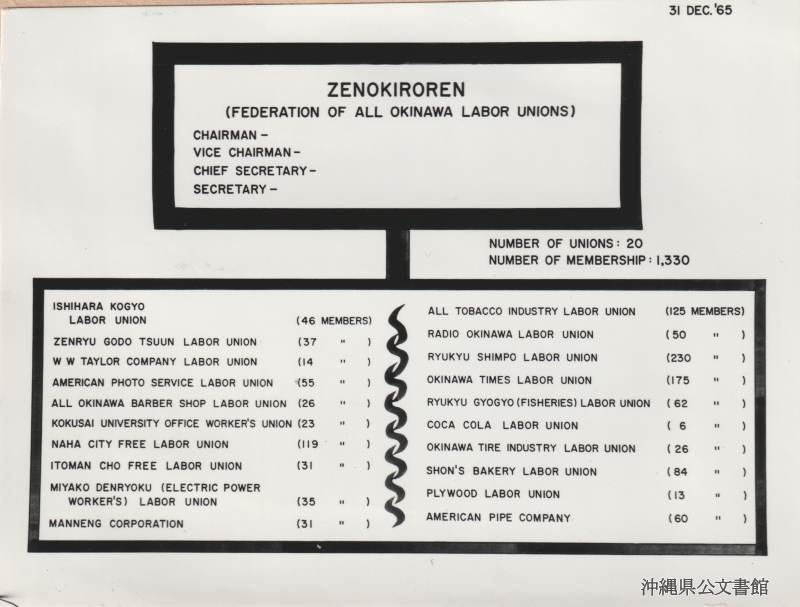 31 DEC.'65
ZENOKIROREN
(FEDERATION OF ALL OKINAWA LABOR UNIONS)
CHAIRMAN –
VICE CHAIRMAN –
CHIEF SECRETARY –
SECRETARY –
NUMBER OF UNIONS: 20
NUMBER OF MEMBERSHIP: 1,330
ISHIHARA KOGYO
LABOR UNION (46 MEMBERS)
ZENRYU GODO TSUUN LABOR UNION (37 " )
W W TAYLOR COMPANY LABOR UNION (14 " )
AMERICAN PHOTO SERVICE LABOR UNION (55 " )
ALL OKINAWA BARBER SHOP LABOR UNION (26 " )
KOKUSAI UNIVERSITY OFFICE WORKER'S UNION (23 " )
NAHA CITY FREE LABOR UNION (119 " )
ITOMAN CHO FREE LABOR UNION (31 " )
MIYAKO DENRYOKU (ELECTRIC POWER
WORKER'S) LABOR UNION (35 " )
MANNENG CORPORATION (31 " )
ALL TOBACCO INDUSTRY LABOR UNION (125 MEMBERS)
RADIO OKINAWA LABOR UNION (50 " )
RYUKYU SHIMPO LABOR UNION (230 " )
OKINAWA TIMES LABOR UNION (175 " )
RYUKYU GYOGYO (FISHERIES) LABOR UNION (62 " )
COCA COLA LABOR UNION (6 " )
OKINAWA TIRE INDUSTRY LABOR UNION (26 " )
SHON'S BAKERY LABOR UNION (84 " )
PLYWOOD LABOR UNION (13 " )
AMERICAN PIPE COMPANY (60 " )
沖縄県公文書館